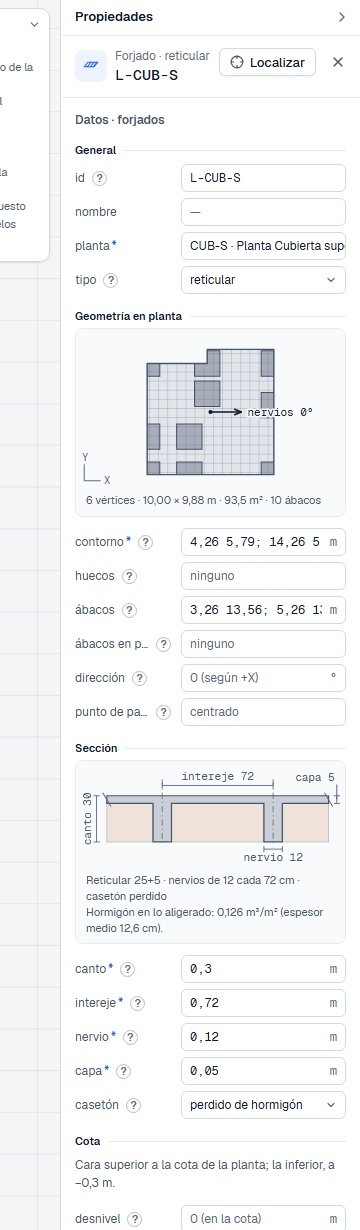 Propiedades
o de la
Forjado · reticular
L-CUB-S
Localizar
Datos · forjados
General
id ? L-CUB-S
nombre —
planta* CUB-S · Planta Cubierta supe
tipo ? reticular
Geometría en planta
nervios 0°
Y
X
6 vértices · 10,00 × 9,88 m · 93,5 m² · 10 ábacos
contorno* ? 4,26 5,79; 14,26 5 m
huecos ? ninguno
ábacos ? 3,26 13,56; 5,26 13 m
ábacos en p... ? ninguno
dirección ? 0 (según +X) °
punto de pa... ? centrado
Sección
intereje 72
capa 5
canto 30
nervio 12
Reticular 25+5 · nervios de 12 cada 72 cm ·
casetón perdido
Hormigón en lo aligerado: 0,126 m³/m² (espesor
medio 12,6 cm).
canto* ? 0,3 m
intereje* ? 0,72 m
nervio* ? 0,12 m
capa* ? 0,05 m
casetón ? perdido de hormigón
Cota
Cara superior a la cota de la planta; la inferior, a
−0,3 m.
desnivel ? 0 (en la cota) m